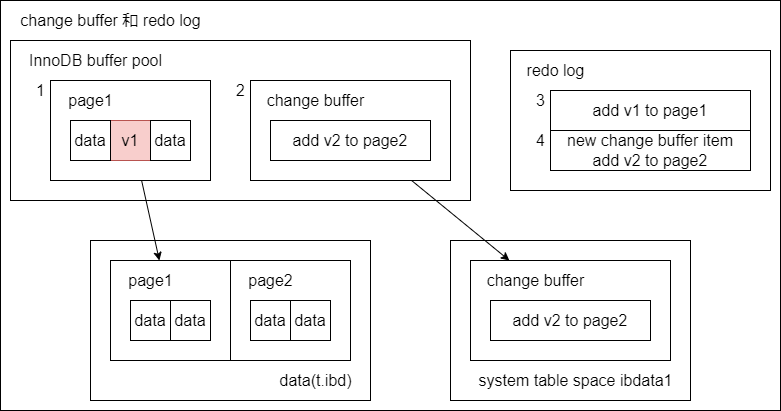 change buffer 和 redo log
InnoDB buffer pool
1
page1
data v1 data
2
change buffer
add v2 to page2
redo log
3
add v1 to page1
4
new change buffer item
add v2 to page2
page1
data data
page2
data data
data(t.ibd)
change buffer
add v2 to page2
system table space ibdata1